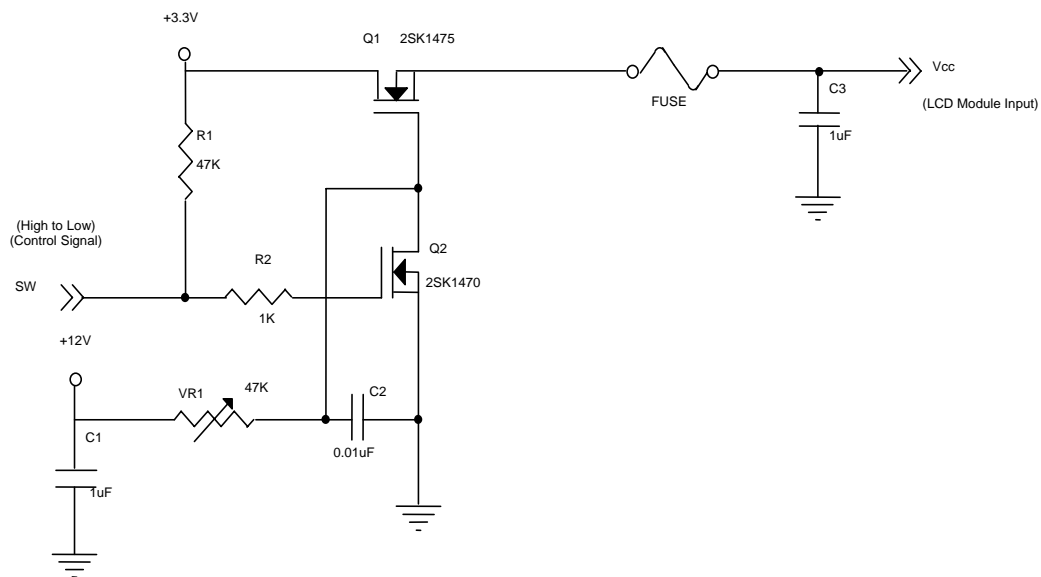 +3.3V
Q1 2SK1475
Vcc
FUSE
C3
(LCD Module Input)
R1
1uF
47K
(High to Low)
(Control Signal)
R2
Q2
SW
2SK1470
1K
+12V
VR1
47K
C2
C1
0.01uF
1uF